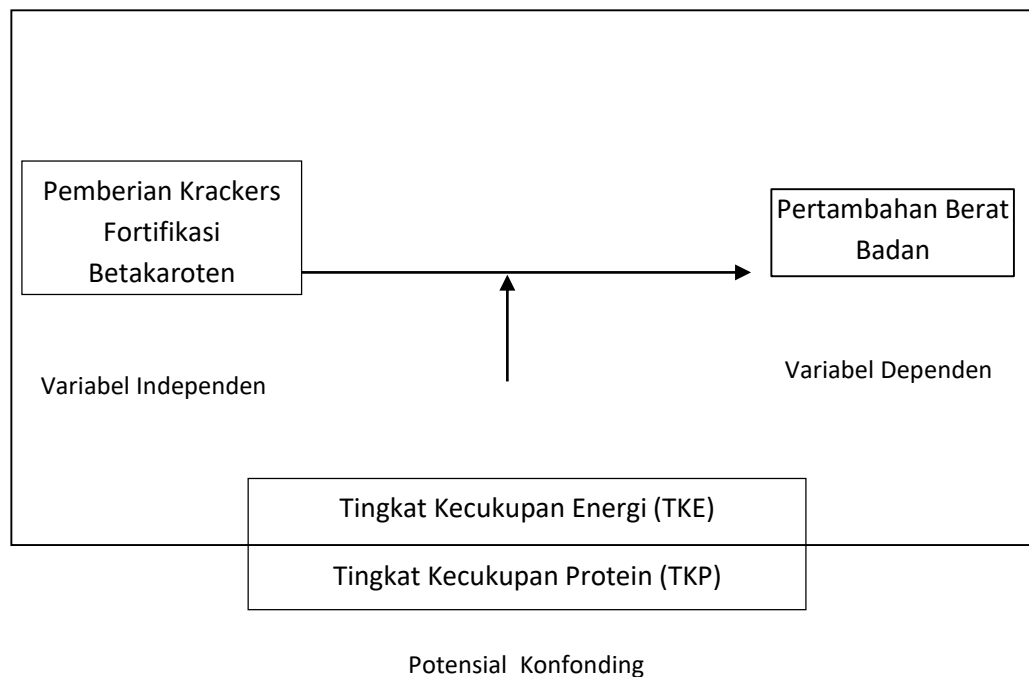 Pemberian Krackers
Fortifikasi
Betakaroten
Pertambahan Berat
Badan
Variabel Independen
Variabel Dependen
Tingkat Kecukupan Energi (TKE)
Tingkat Kecukupan Protein (TKP)
Potensial Konfonding